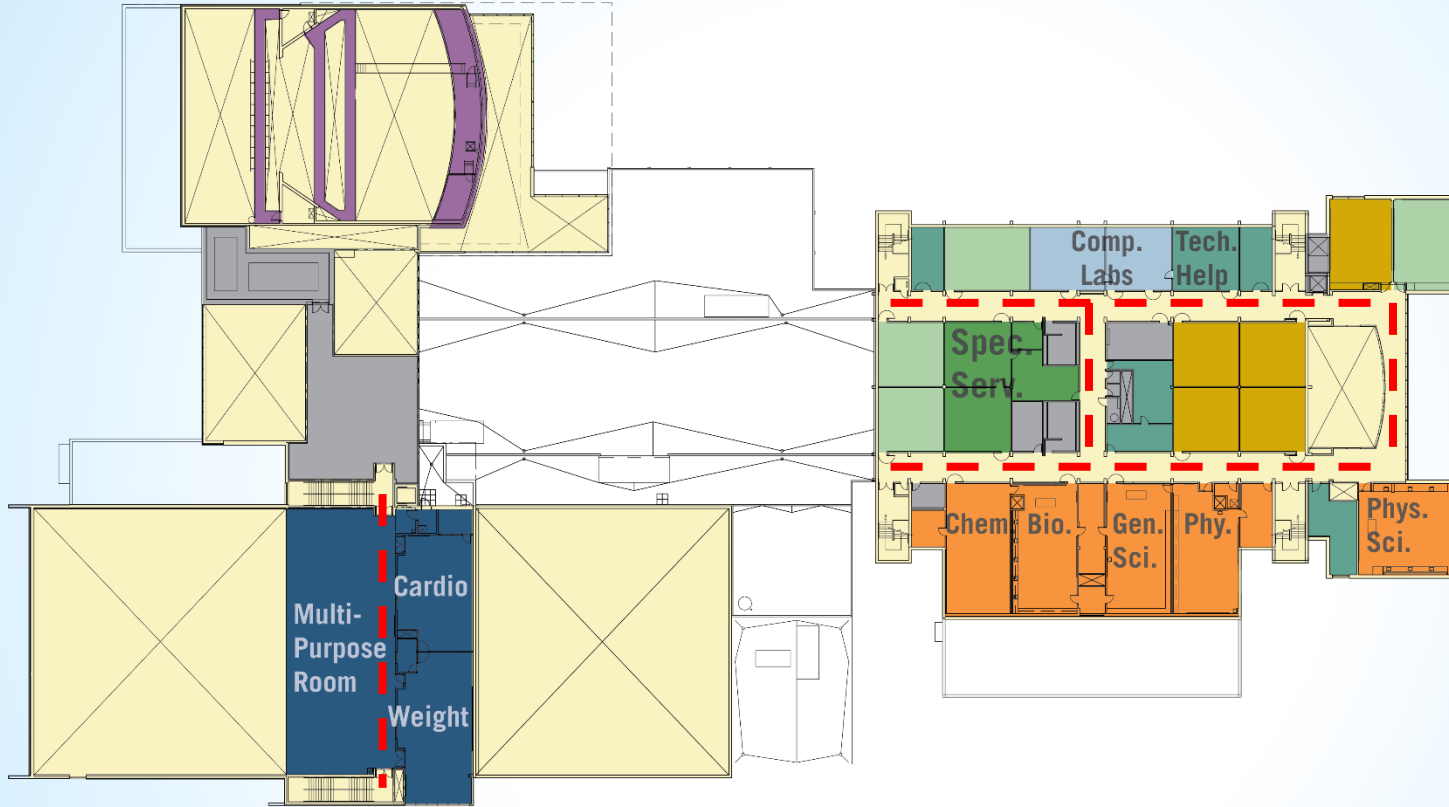 Comp.
Labs
Tech.
Help
Spec.
Serv.
Chem.
Bio.
Gen.
Sci.
Phy.
Phys.
Sci.
Cardio
Multi-
Purpose
Room
Weight